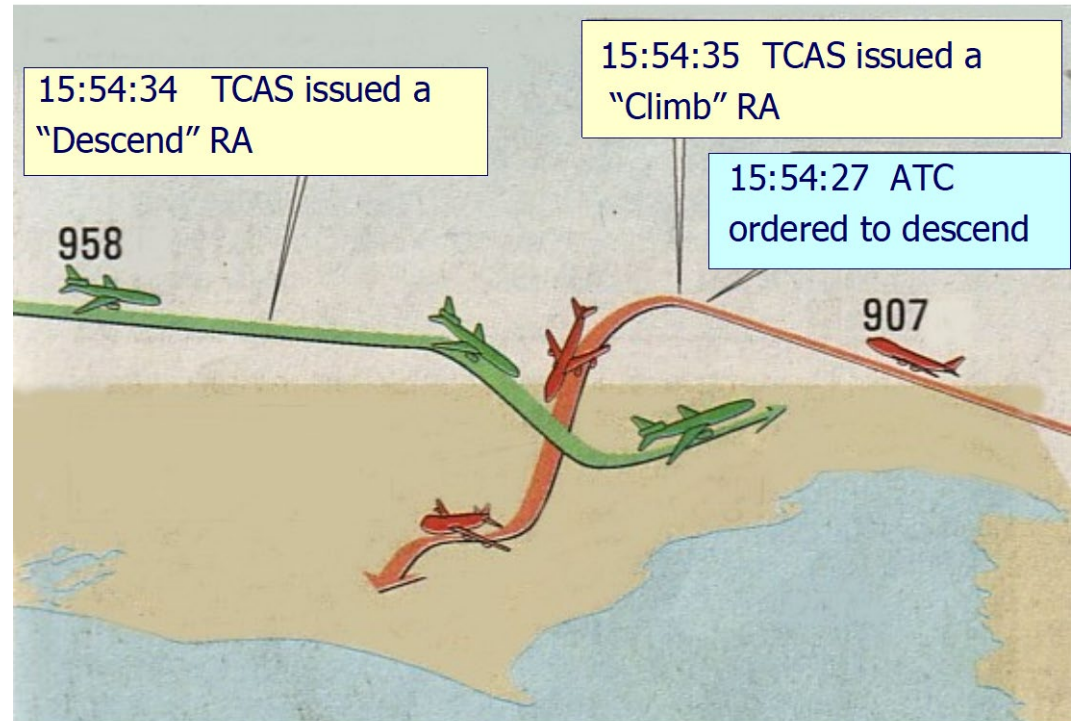 15:54:34 TCAS issued a
“Descend” RA
15:54:35 TCAS issued a
“Climb” RA
15:54:27 ATC
ordered to descend
958
907